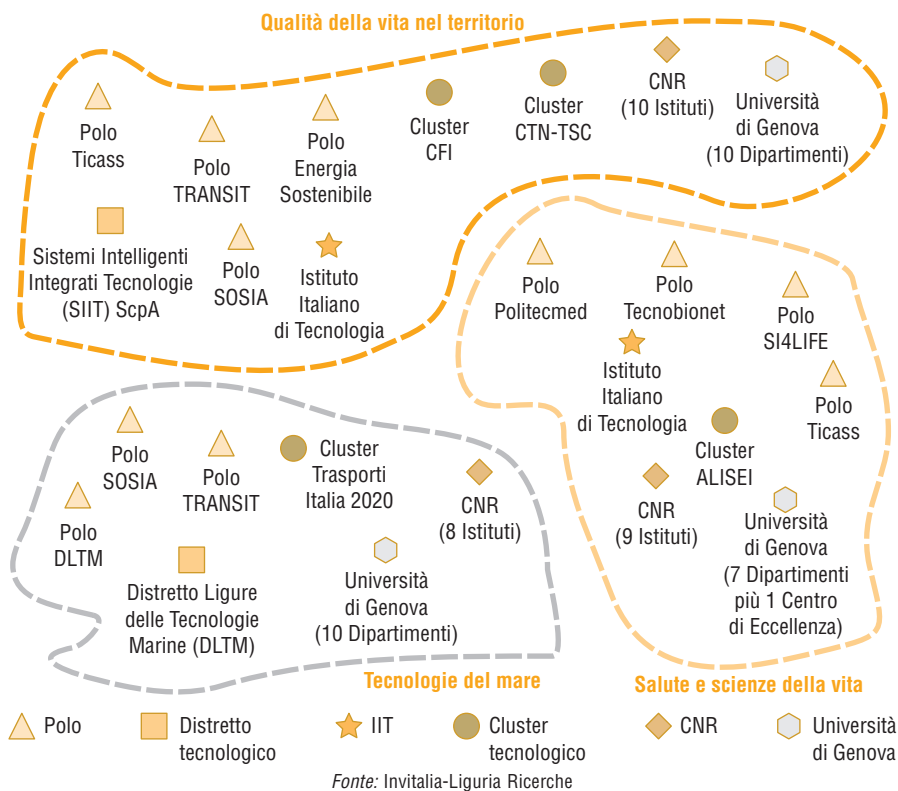 Qualità della vita nel territorio
Polo
Ticass
Polo
TRANSIT
Polo
Energia
Sostenibile
Cluster
CFI
Cluster
CTN-TSC
CNR
(10 Istituti)
Università
di Genova
(10 Dipartimenti)
Sistemi Intelligenti
Integrati Tecnologie
(SIIT) ScpA
Polo
SOSIA
Istituto
Italiano
di Tecnologia
Polo
Politecmed
Polo
Tecnobionet
Polo
SI4LIFE
Istituto
Italiano
di Tecnologia
Polo
Ticass
Cluster
ALISEI
CNR
(9 Istituti)
Università
di Genova
(7 Dipartimenti
più 1 Centro
di Eccellenza)
Salute e scienze della vita
Polo
SOSIA
Polo
TRANSIT
Cluster
Trasporti
Italia 2020
CNR
(8 Istituti)
Polo
DLTM
Distretto Ligure
delle Tecnologie
Marine (DLTM)
Università
di Genova
(10 Dipartimenti)
Tecnologie del mare
Polo
Distretto
tecnologico
IIT
Cluster
tecnologico
CNR
Università
di Genova
Fonte: Invitalia-Liguria Ricerche